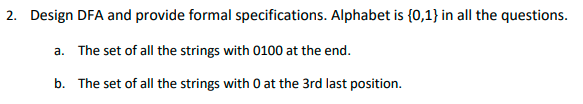 2. Design DFA and provide formal specifications. Alphabet is {0,1} in all the questions.
a. The set of all the strings with 0100 at the end.
b. The set of all the strings with 0 at the 3rd last position.